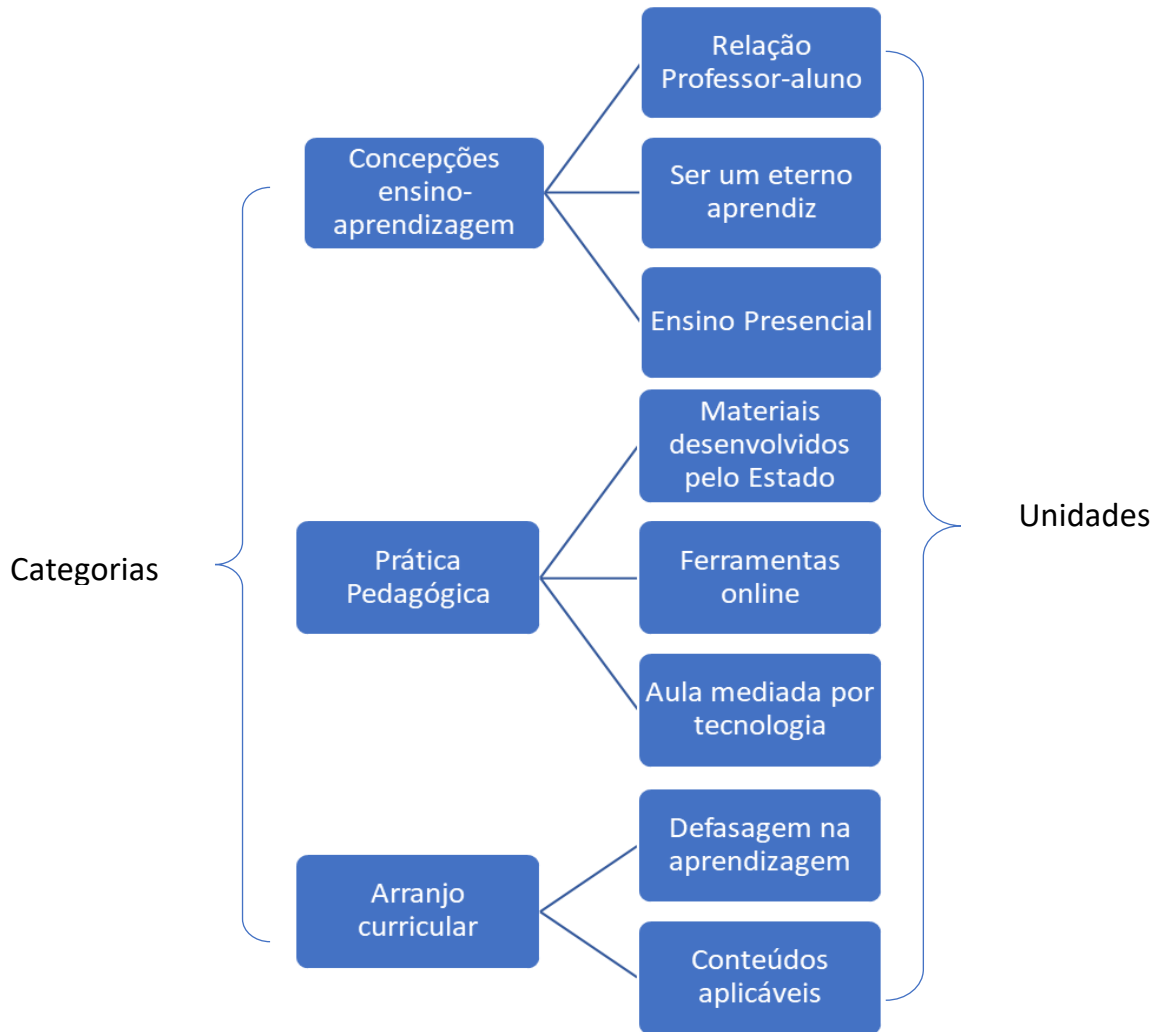 Relação
Professor-aluno
Concepções
ensino-
aprendizagem
Ser um eterno
aprendiz
Ensino Presencial
Materiais
desenvolvidos
pelo Estado
Unidades
Categorias
Prática
Pedagógica
Ferramentas
online
Aula mediada por
tecnologia
Defasagem na
aprendizagem
Arranjo
curricular
Conteúdos
aplicáveis